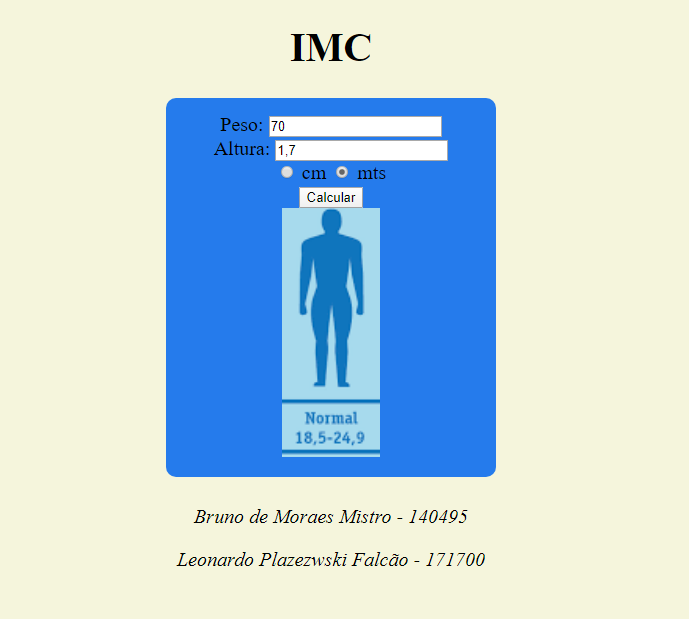 IMC
Peso: 70
Altura: 1,7
cm mts
Calcular
Normal
18,5-24,9
Bruno de Moraes Mistro - 140495
Leonardo Plazezwski Falcão - 171700